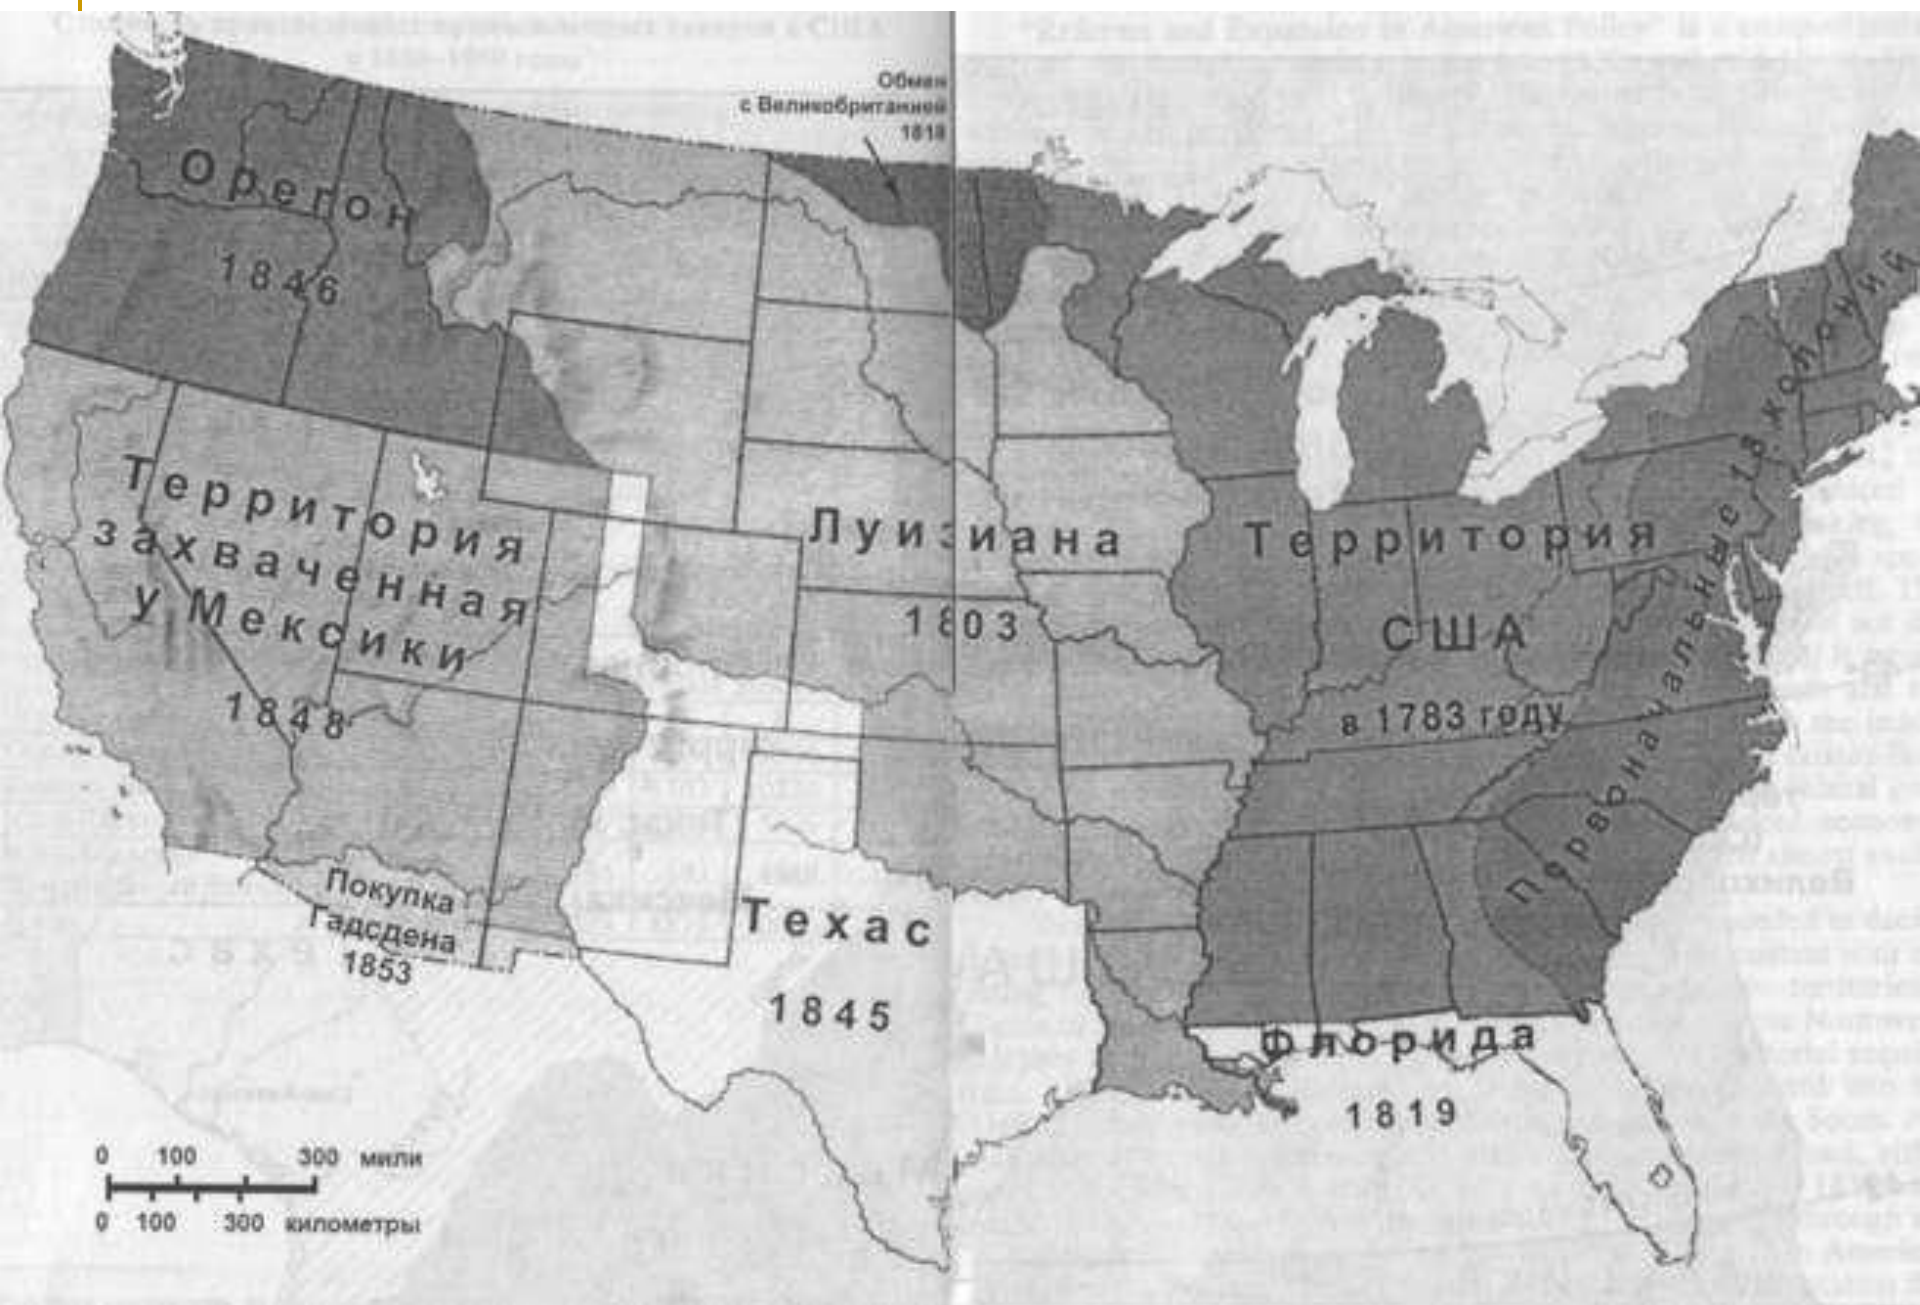 Обмен
с Великобританией
1818
Орегон
1846
Территория
захваченная
у Мексики
1848
Луизиана
1803
Территория
США
в 1783 году
Первоначальные 13 колоний
Покупка
Гадсдена
1853
Техас
1845
Флорида
1819
0 100 300 мили
0 100 300 километры